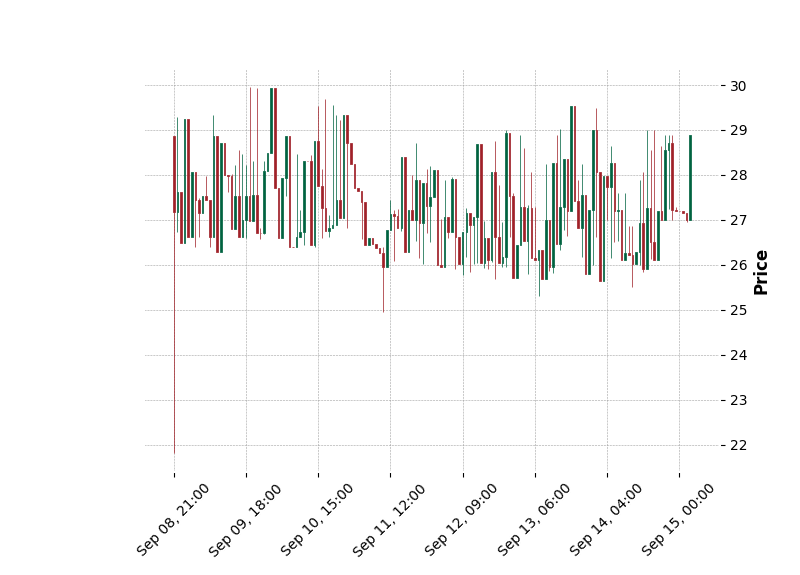 30
29
28
27
26
25
24
23
22
Price
Sep 08, 21:00
Sep 09, 18:00
Sep 10, 15:00
Sep 11, 12:00
Sep 12, 09:00
Sep 13, 06:00
Sep 14, 04:00
Sep 15, 00:00